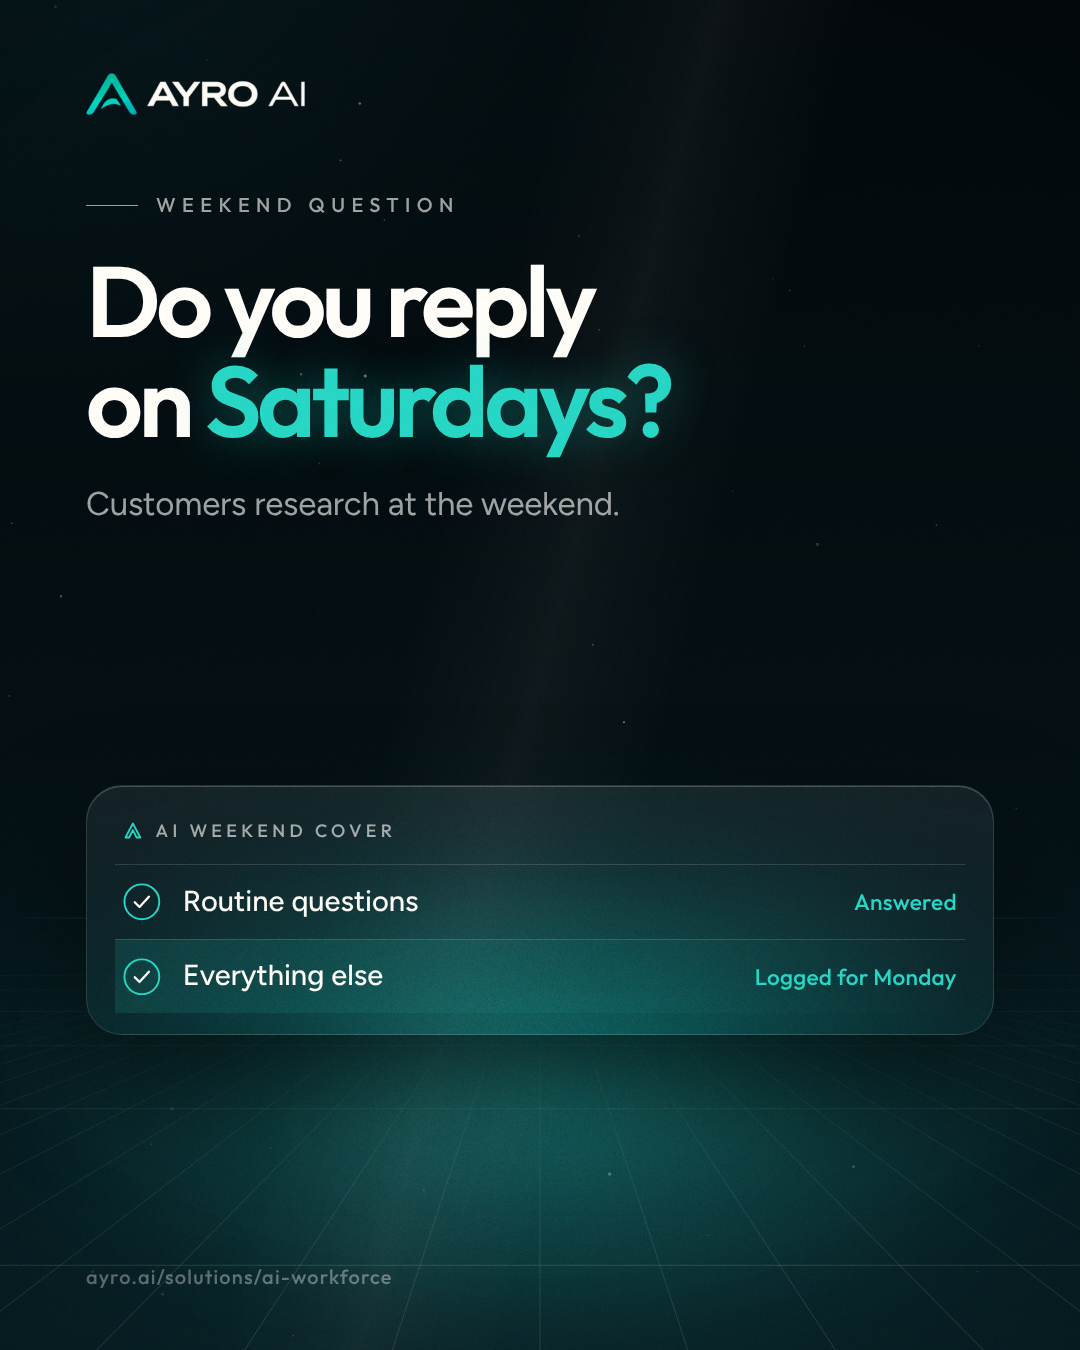 AYRO AI
WEEKEND QUESTION
Do you reply
on Saturdays?
Customers research at the weekend.
AI WEEKEND COVER
Routine questions Answered
Everything else Logged for Monday
ayro.ai/solutions/ai-workforce